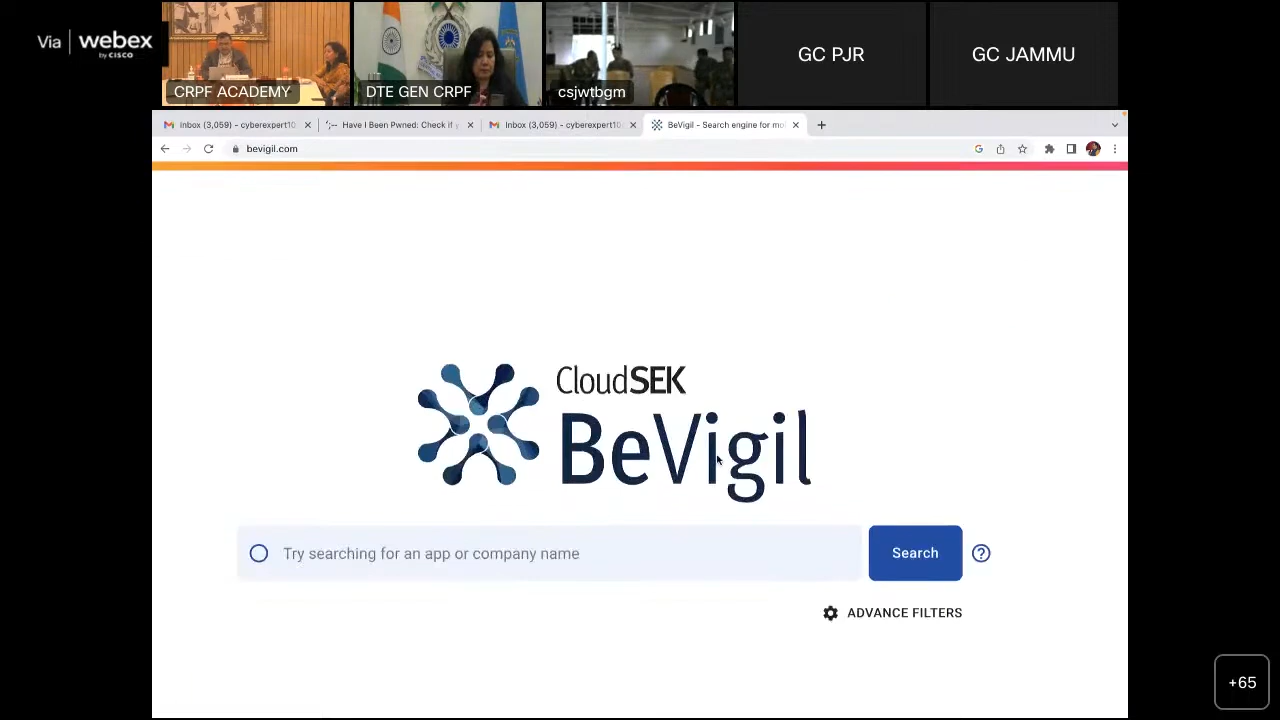 Via | webex
by CISCO
CRPF ACADEMY
DTE GEN CRPF
csjwtbgm
GC PJR
GC JAMMU
Inbox (3,059) - cyberexpert10
Have I Been Pwned: Check if
Inbox (3,059) - cyberexpert10
BeVigil - Search engine for mo
bevigil.com
CloudSEK
BeVigil
Try searching for an app or company name
Search
ADVANCE FILTERS
+65